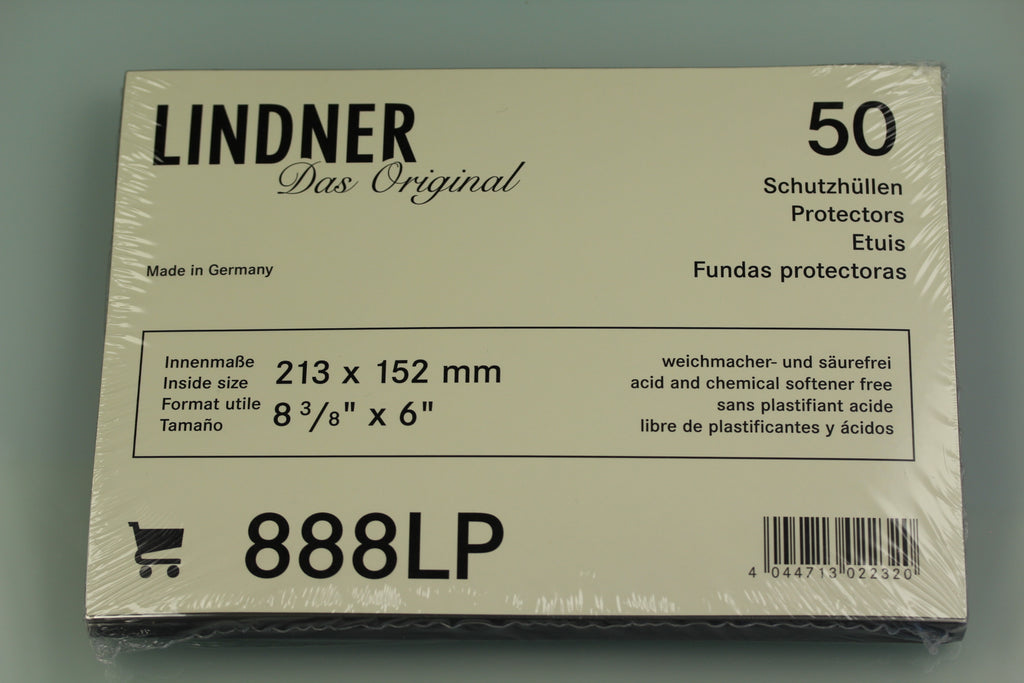 LINDNER
Das Original
50
Schutzhüllen
Protectors
Etuis
Fundas protectoras
Made in Germany
Innenmaße
Inside size
Format utile
Tamaño
213 x 152 mm
8 3/8" x 6"
weichmacher- und säurefrei
acid and chemical softener free
sans plastifiant acide
libre de plastificantes y ácidos
888LP
4 044713 022320